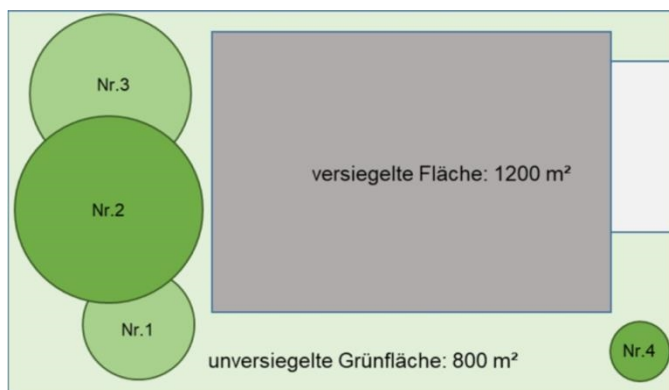 Nr.3
versiegelte Fläche: 1200 m²
Nr.2
Nr.1
unversiegelte Grünfläche: 800 m²
Nr.4